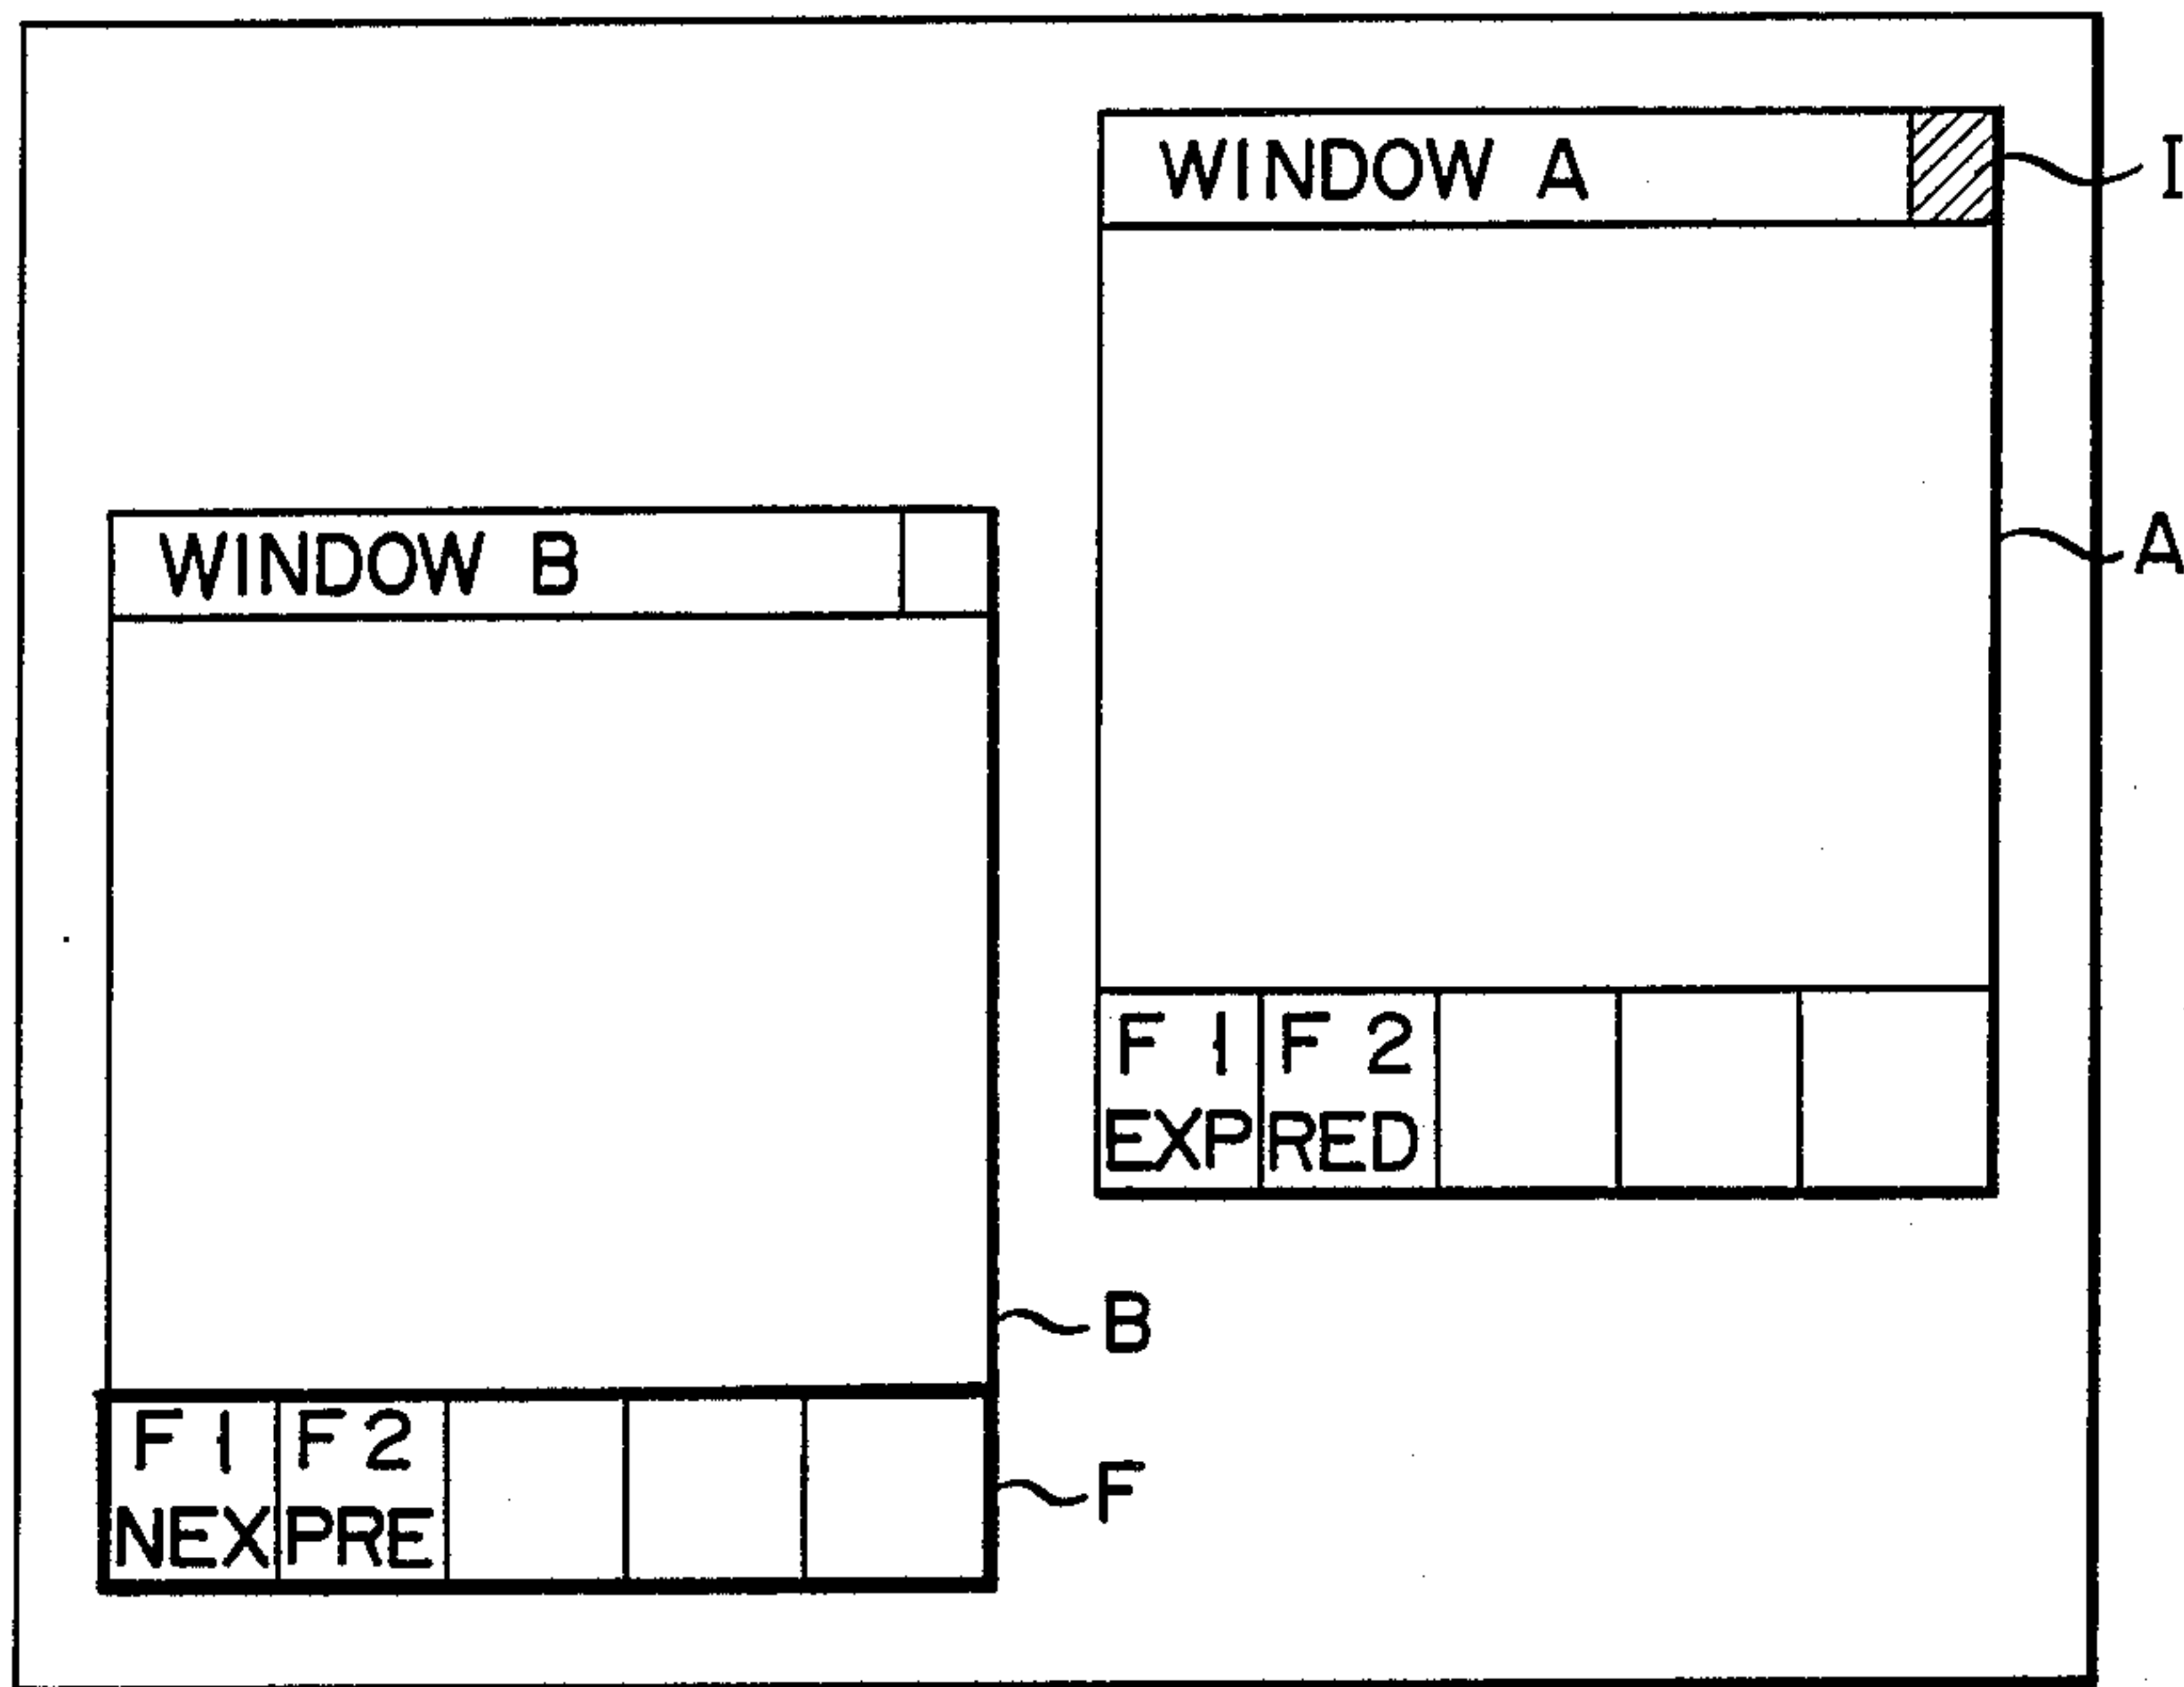 WINDOW A
I
A
F 1 F 2
EXP RED
WINDOW B
B
F 1 F 2
NEX PRE
F